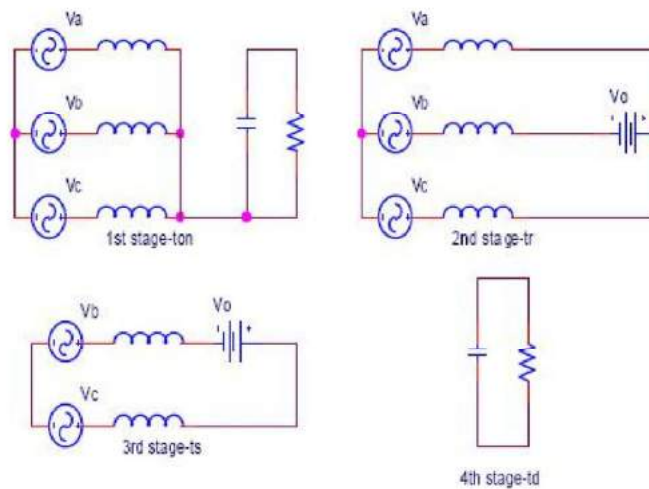 Va
Vb
Vc
1st stage-ton
Va
Vb
Vo
Vc
2nd stage-tr
Vb
Vo
Vc
3rd stage-ts
4th stage-td